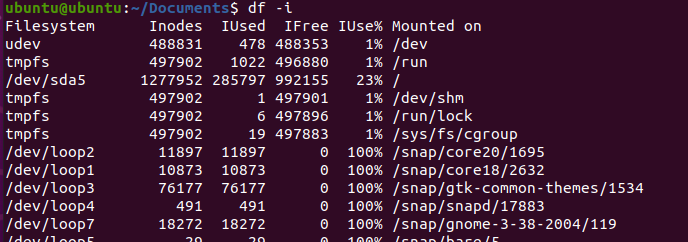 ubuntu@ubuntu:~/Documents$ df -i
Filesystem      Inodes  IUsed  IFree IUse% Mounted on
udev            488831    478 488353    1% /dev
tmpfs           497902   1022 496880    1% /run
/dev/sda5      1277952 285797 992155   23% /
tmpfs           497902      1 497901    1% /dev/shm
tmpfs           497902      6 497896    1% /run/lock
tmpfs           497902     19 497883    1% /sys/fs/cgroup
/dev/loop2       11897  11897      0  100% /snap/core20/1695
/dev/loop1       10873  10873      0  100% /snap/core18/2632
/dev/loop3       76177  76177      0  100% /snap/gtk-common-themes/1534
/dev/loop4         491    491      0  100% /snap/snapd/17883
/dev/loop7       18272  18272      0  100% /snap/gnome-3-38-2004/119
/dev/loop5          29     29      0  100% /snap/bare/5